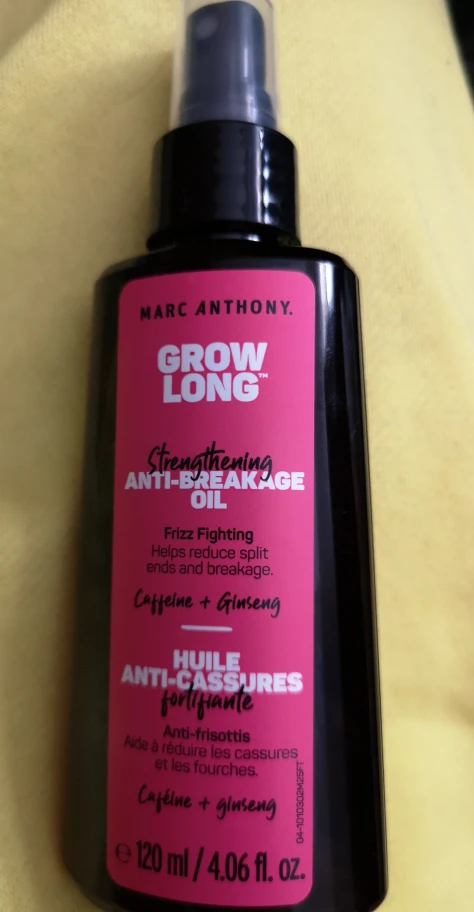 MARC ANTHONY.
GROW
LONG™
Strengthening
ANTI-BREAKAGE
OIL
Frizz Fighting
Helps reduce split
ends and breakage.
Caffeine + Ginseng
HUILE
ANTI-CASSURES
fortifiante
Anti-frisottis
Aide à réduire les cassures
et les fourches.
Caféine + ginseng
℮ 120 ml / 4.06 fl. oz.